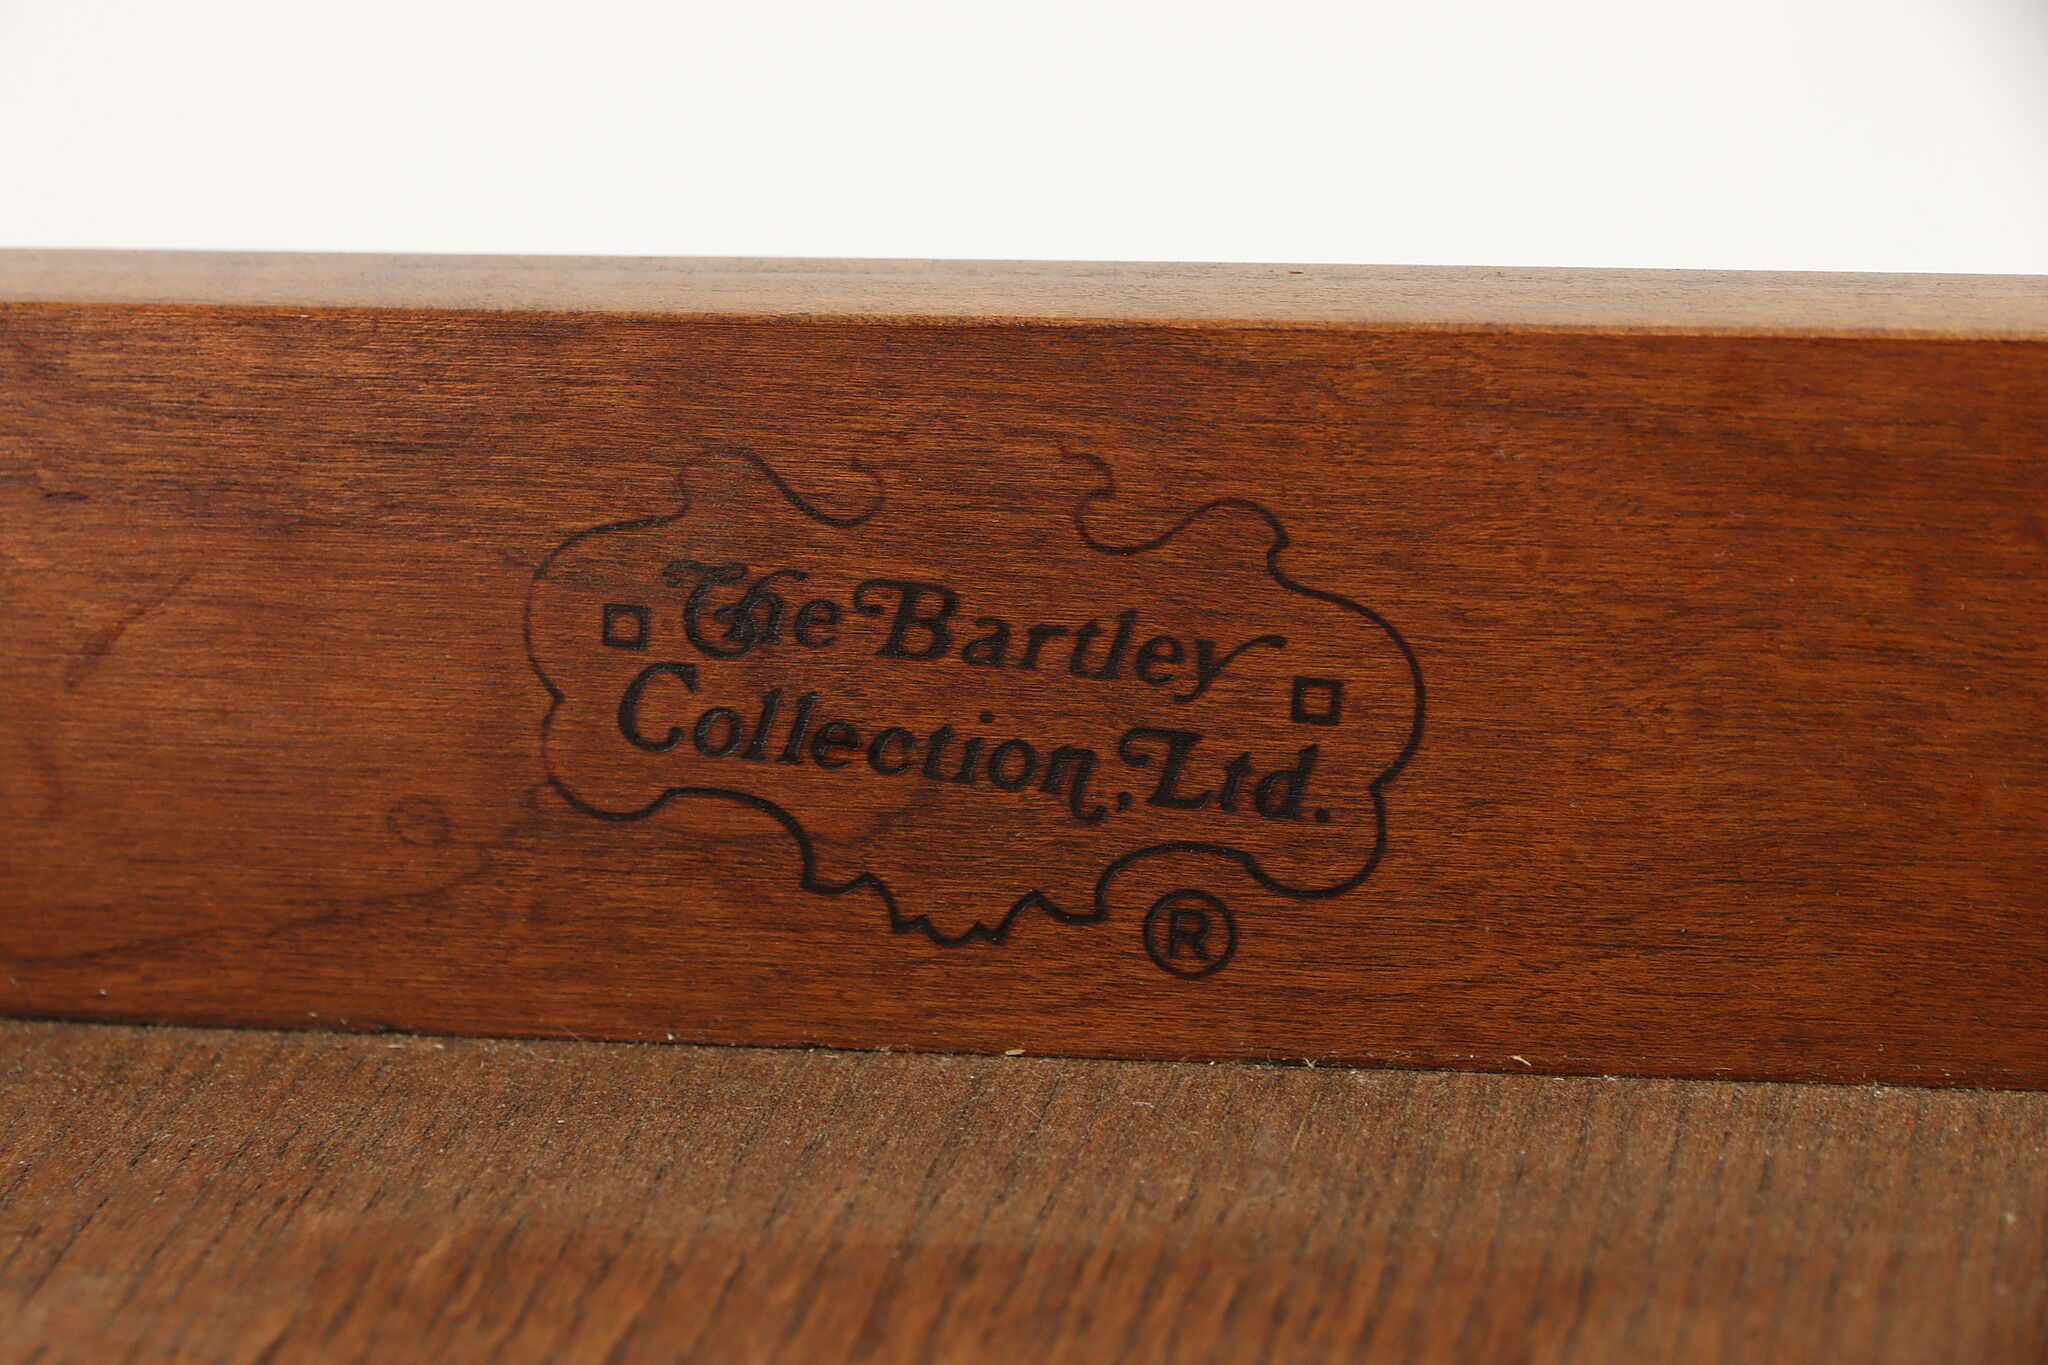 The Bartley
Collection, Ltd.
®